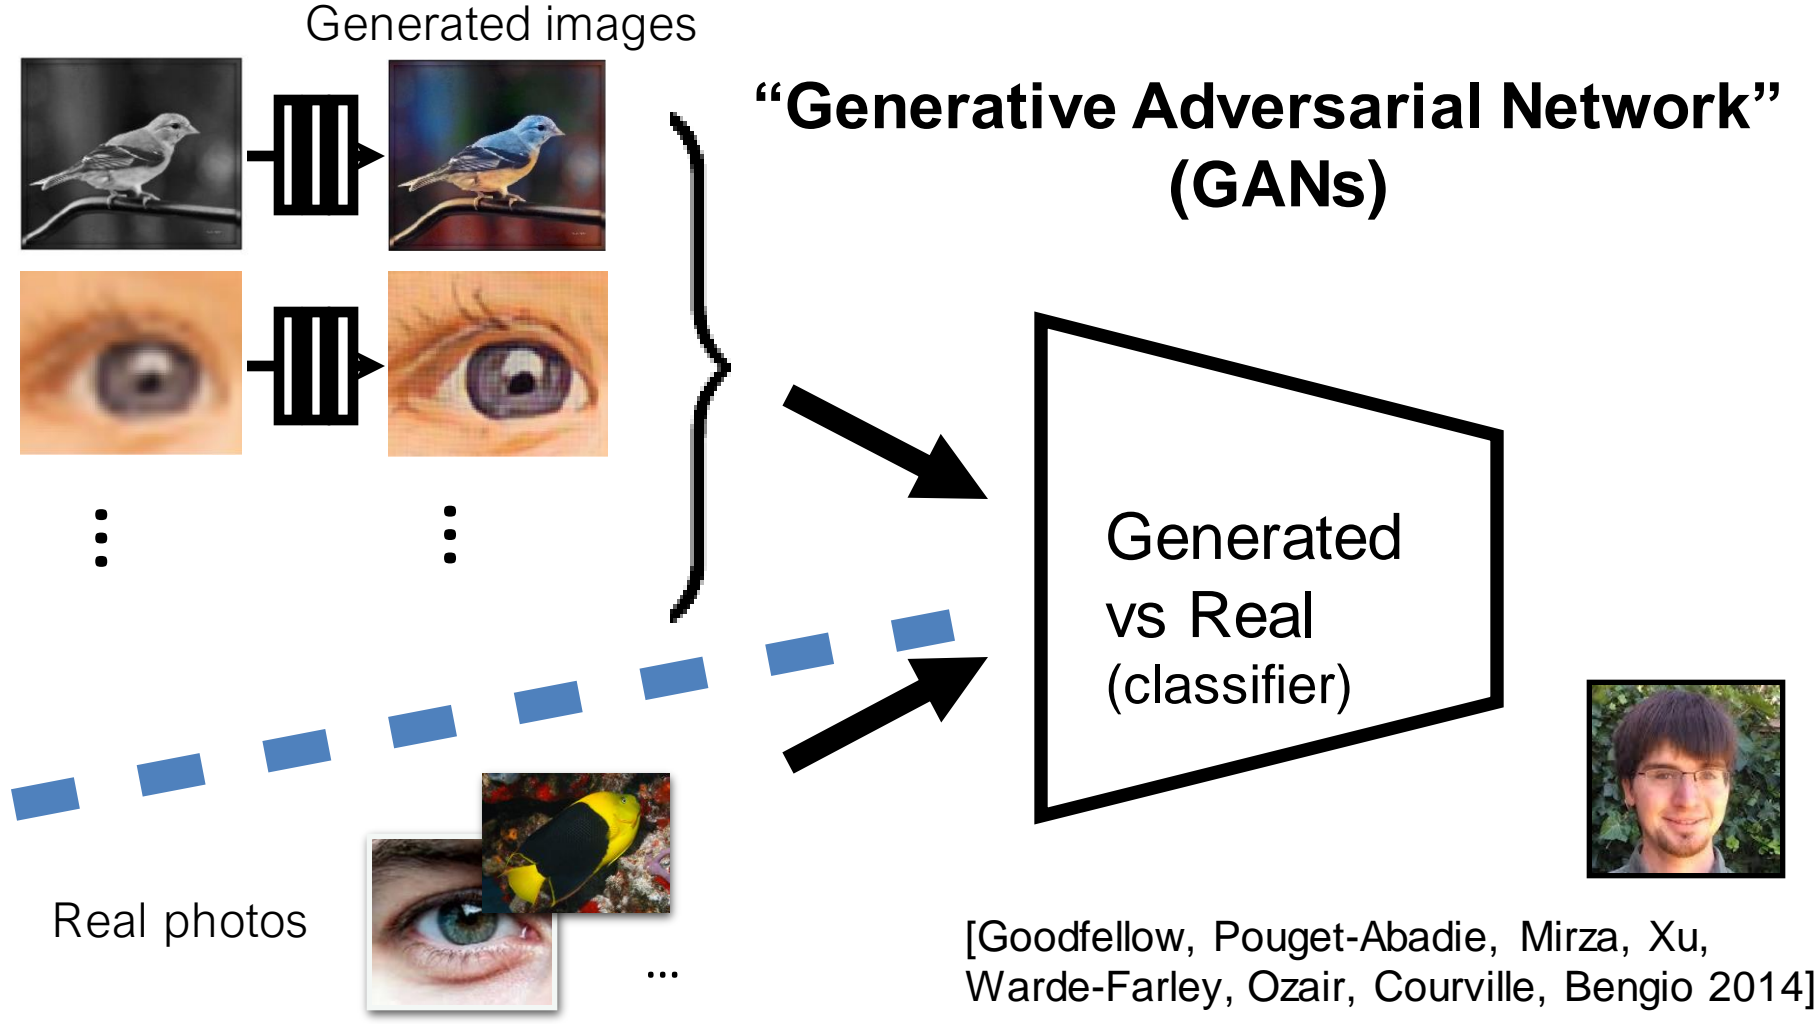 Generated images
“Generative Adversarial Network”
(GANs)
Generated
vs Real
(classifier)
Real photos
...
[Goodfellow, Pouget-Abadie, Mirza, Xu,
Warde-Farley, Ozair, Courville, Bengio 2014]